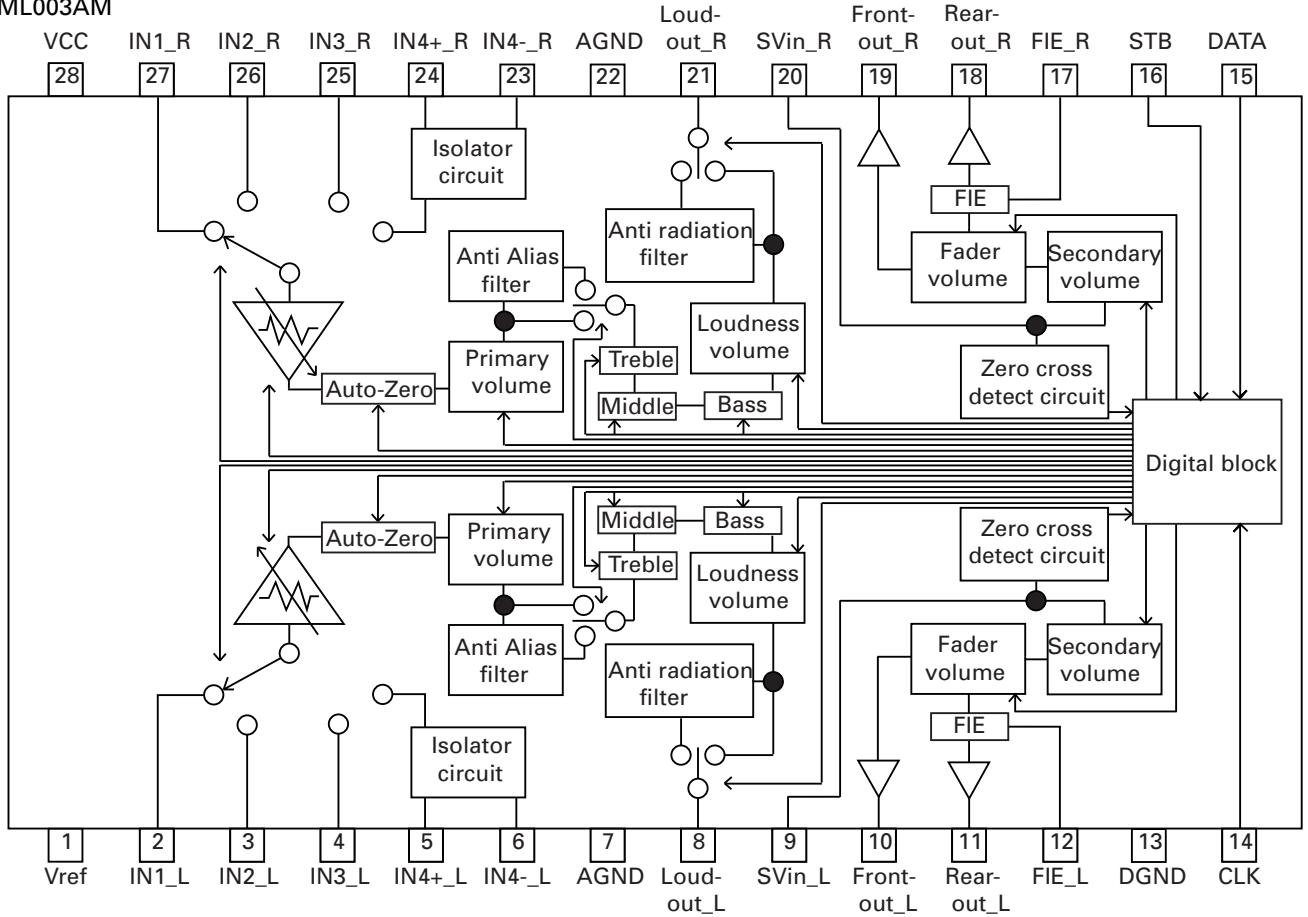 ML003AM
VCC IN1_R IN2_R IN3_R IN4+_R IN4-_R AGND Loud-out_R SVin_R Front-out_R Rear-out_R FIE_R STB DATA
28 27 26 25 24 23 22 21 20 19 18 17 16 15
Isolator
circuit
FIE
Anti radiation
filter
Anti Alias
filter
Fader
volume
Secondary
volume
Loudness
volume
Primary
volume
Treble
Zero cross
detect circuit
Auto-Zero
Middle
Bass
Digital block
Middle
Bass
Primary
volume
Auto-Zero
Zero cross
detect circuit
Treble
Loudness
volume
Anti Alias
filter
Fader
volume
Secondary
volume
Anti radiation
filter
FIE
Isolator
circuit
1 2 3 4 5 6 7 8 9 10 11 12 13 14
Vref IN1_L IN2_L IN3_L IN4+_L IN4-_L AGND Loud-out_L SVin_L Front-out_L Rear-out_L FIE_L DGND CLK